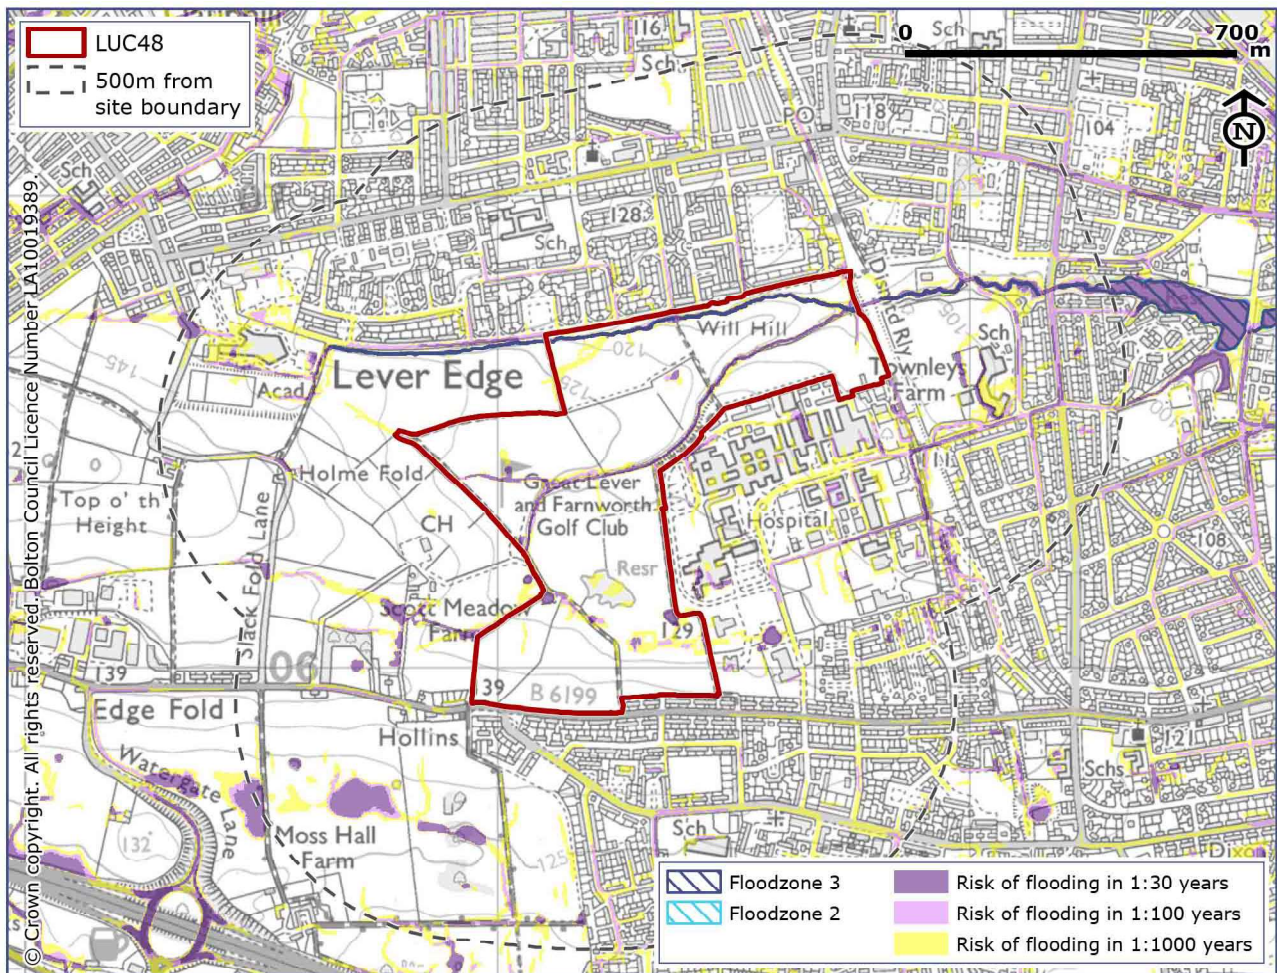 LUC48
500m from
site boundary
0
700
m
N
116
Sch
Sch
118
104
Sch
128
Sch
Will Hill
120
125
105
Sch
Lever Edge
Townleys
Farm
Acad
145
Holme Fold
Great Lever
and Farnworth
Golf Club
Top o' th
Height
CH
Hospital
108
Slack Fold Lane
Resr
Scott Meadow
Farm
129
139
06
139
B 6199
Edge Fold
Hollins
121
Schs
Watergate
Lane
132
Moss Hall
Farm
125
Sch
Floodzone 3
Floodzone 2
Risk of flooding in 1:30 years
Risk of flooding in 1:100 years
Risk of flooding in 1:1000 years
© Crown copyright. All rights reserved. Bolton Council Licence Number LA100019389.